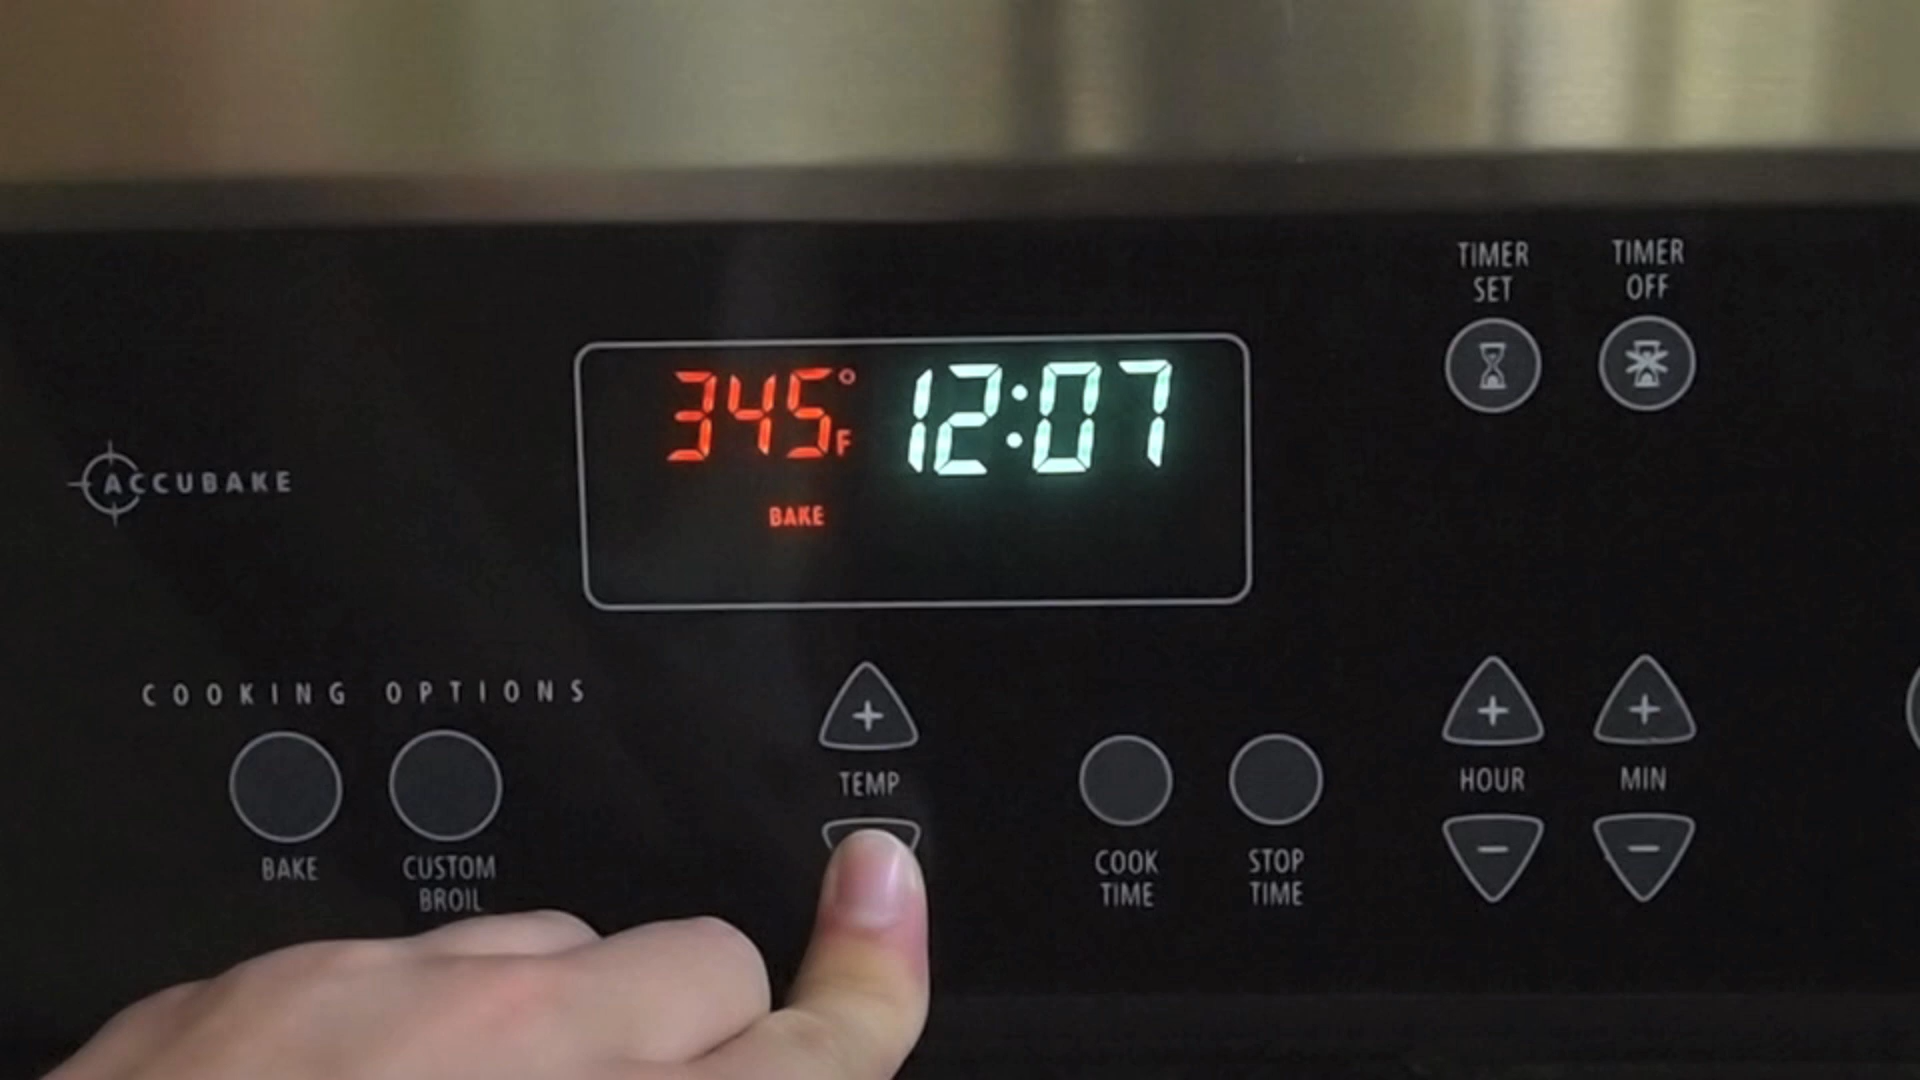 TIMER SET
TIMER OFF
345°F 12:07
BAKE
ACCUBAKE
COOKING OPTIONS
+
+
+
TEMP
HOUR
MIN
-
-
BAKE
CUSTOM BROIL
COOK TIME
STOP TIME